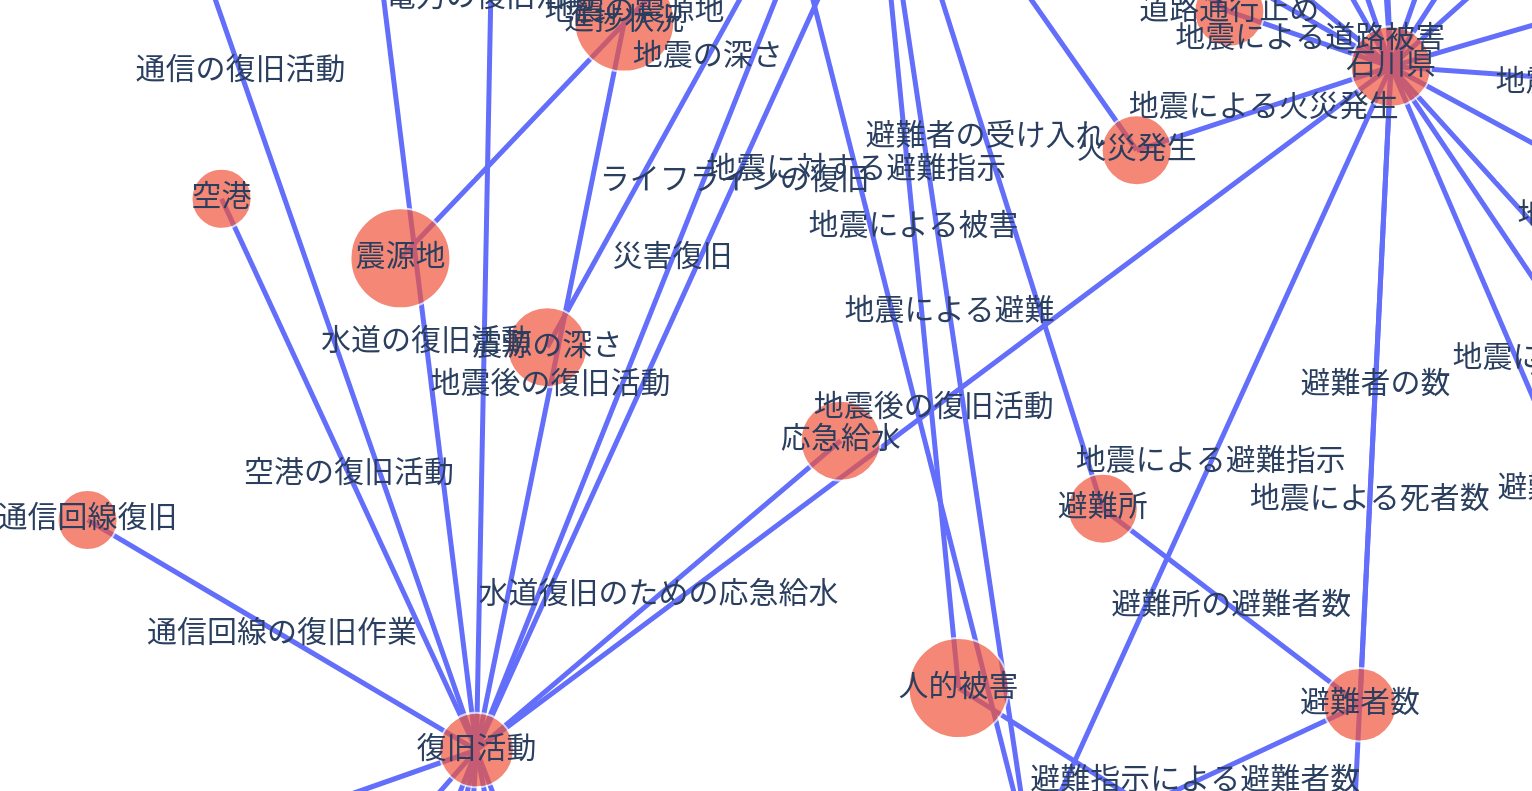 地震の深さ
道路通行止め
地震による道路被害
石川県
通信の復旧活動
地震による火災発生
避難者の受け入れ
火災発生
地震に対する避難指示
ライフラインの復旧
空港
地震による被害
震源地
災害復旧
地震による避難
水道の復旧活動
震源の深さ
地震後の復旧活動
避難者の数
地震後の復旧活動
応急給水
地震による避難指示
空港の復旧活動
地震による死者数
避難所
通信回線復旧
水道復旧のための応急給水
避難所の避難者数
通信回線の復旧作業
人的被害
避難者数
復旧活動
避難指示による避難者数